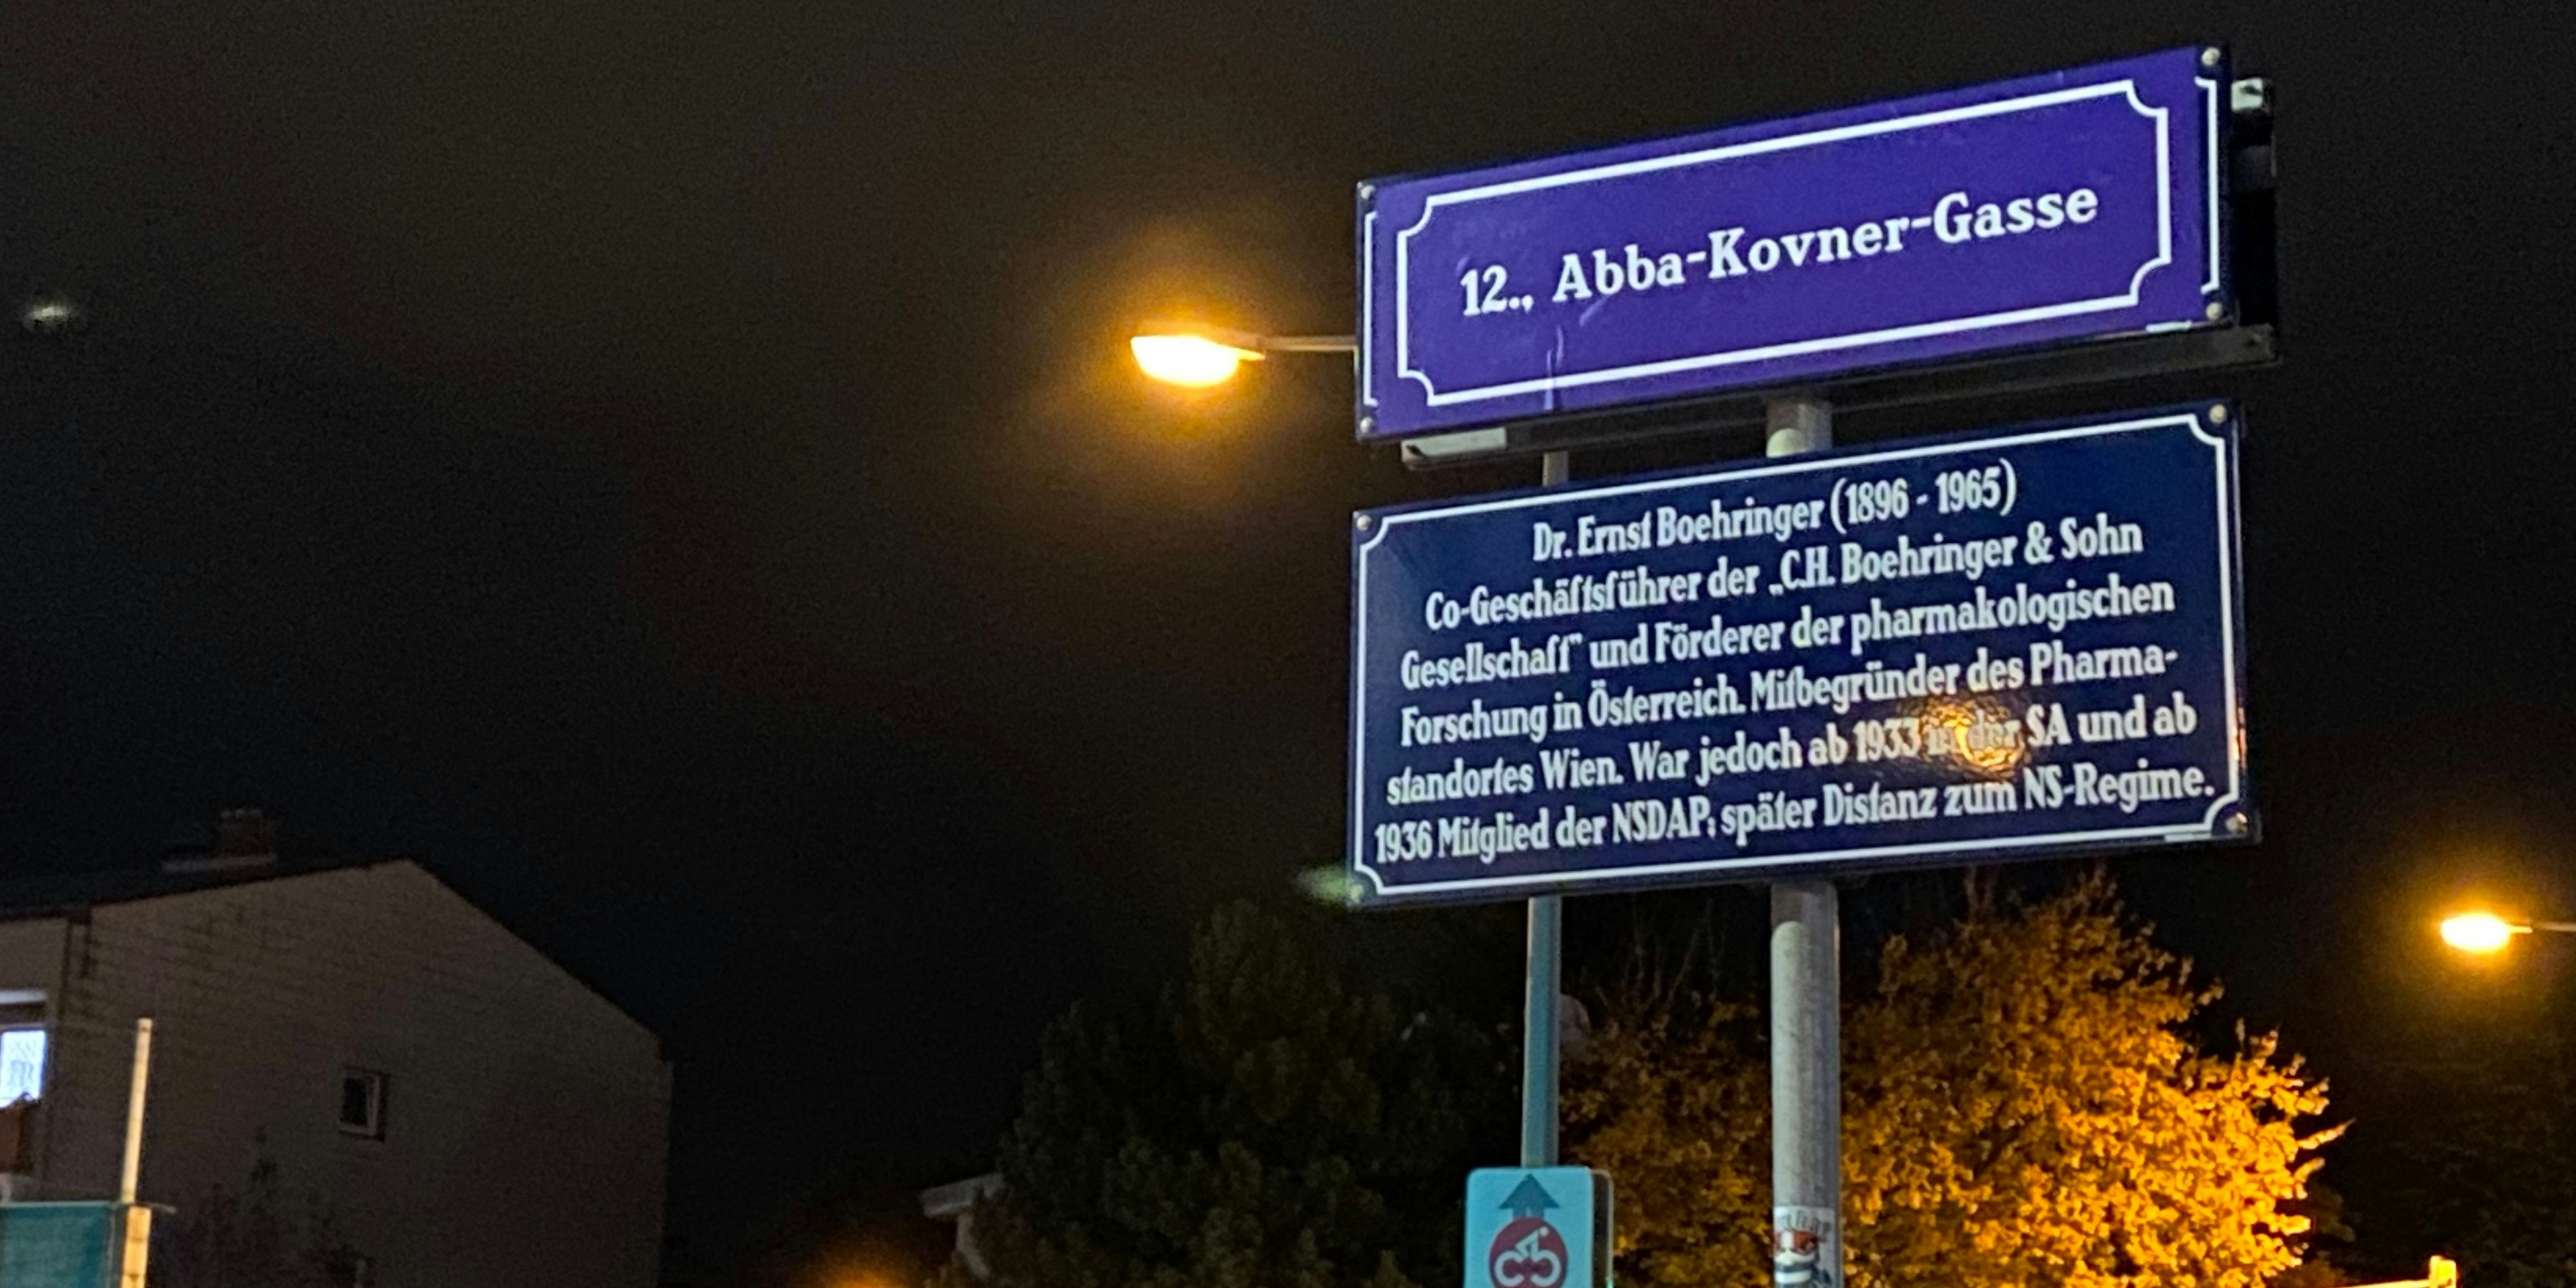 12., Abba-Kovner-Gasse
Dr. Ernst Boehringer (1896 - 1965)
Co-Geschäftsführer der „C.H. Boehringer & Sohn
Gesellschaft" und Förderer der pharmakologischen
Forschung in Österreich. Mitbegründer des Pharma-
standortes Wien. War jedoch ab 1933 in der SA und ab
1936 Mitglied der NSDAP; später Distanz zum NS-Regime.